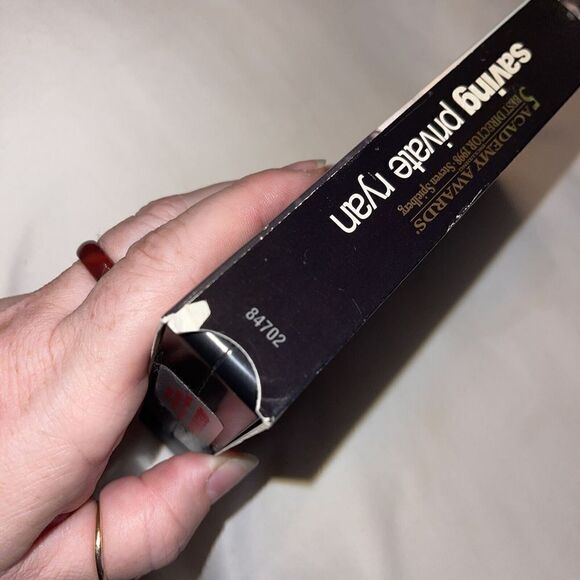 saving private ryan
5 ACADEMY AWARDS®
BEST DIRECTOR 1998 Steven Spielberg
84702